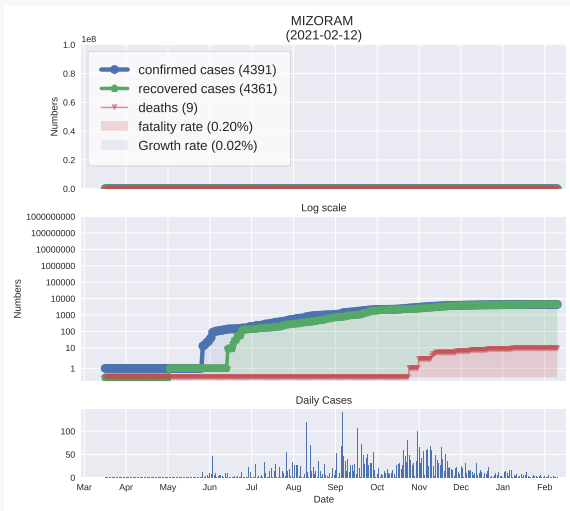 MIZORAM
(2021-02-12)
1e8
1.0
0.8
0.6
0.4
0.2
0.0
Numbers
confirmed cases (4391)
recovered cases (4361)
deaths (9)
fatality rate (0.20%)
Growth rate (0.02%)
Log scale
1000000000
100000000
10000000
1000000
100000
10000
1000
100
10
1
Numbers
Daily Cases
100
50
0
Mar Apr May Jun Jul Aug Sep Oct Nov Dec Jan Feb
Date